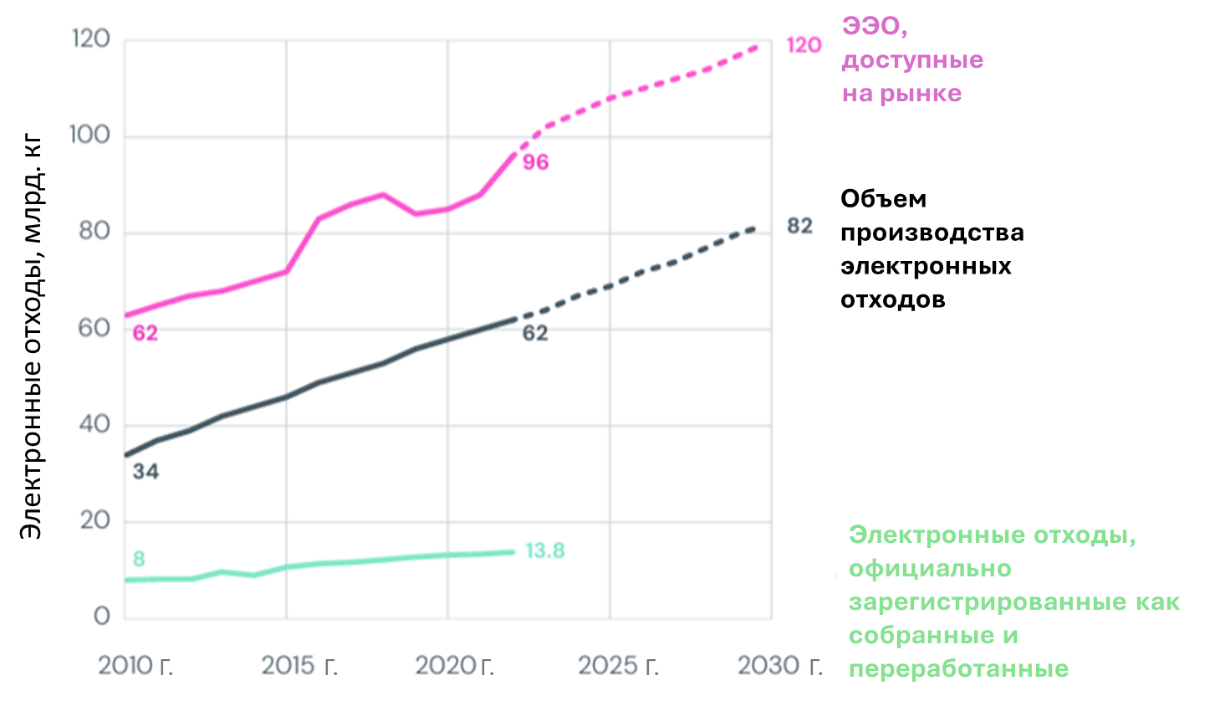 Электронные отходы, млрд. кг
120
100
80
60
40
20
0
2010 г.
2015 г.
2020 г.
2025 г.
2030 г.
62
96
120
34
62
82
8
13.8
ЭЭО,
доступные
на рынке
Объем
производства
электронных
отходов
Электронные отходы,
официально
зарегистрированные как
собранные и
переработанные